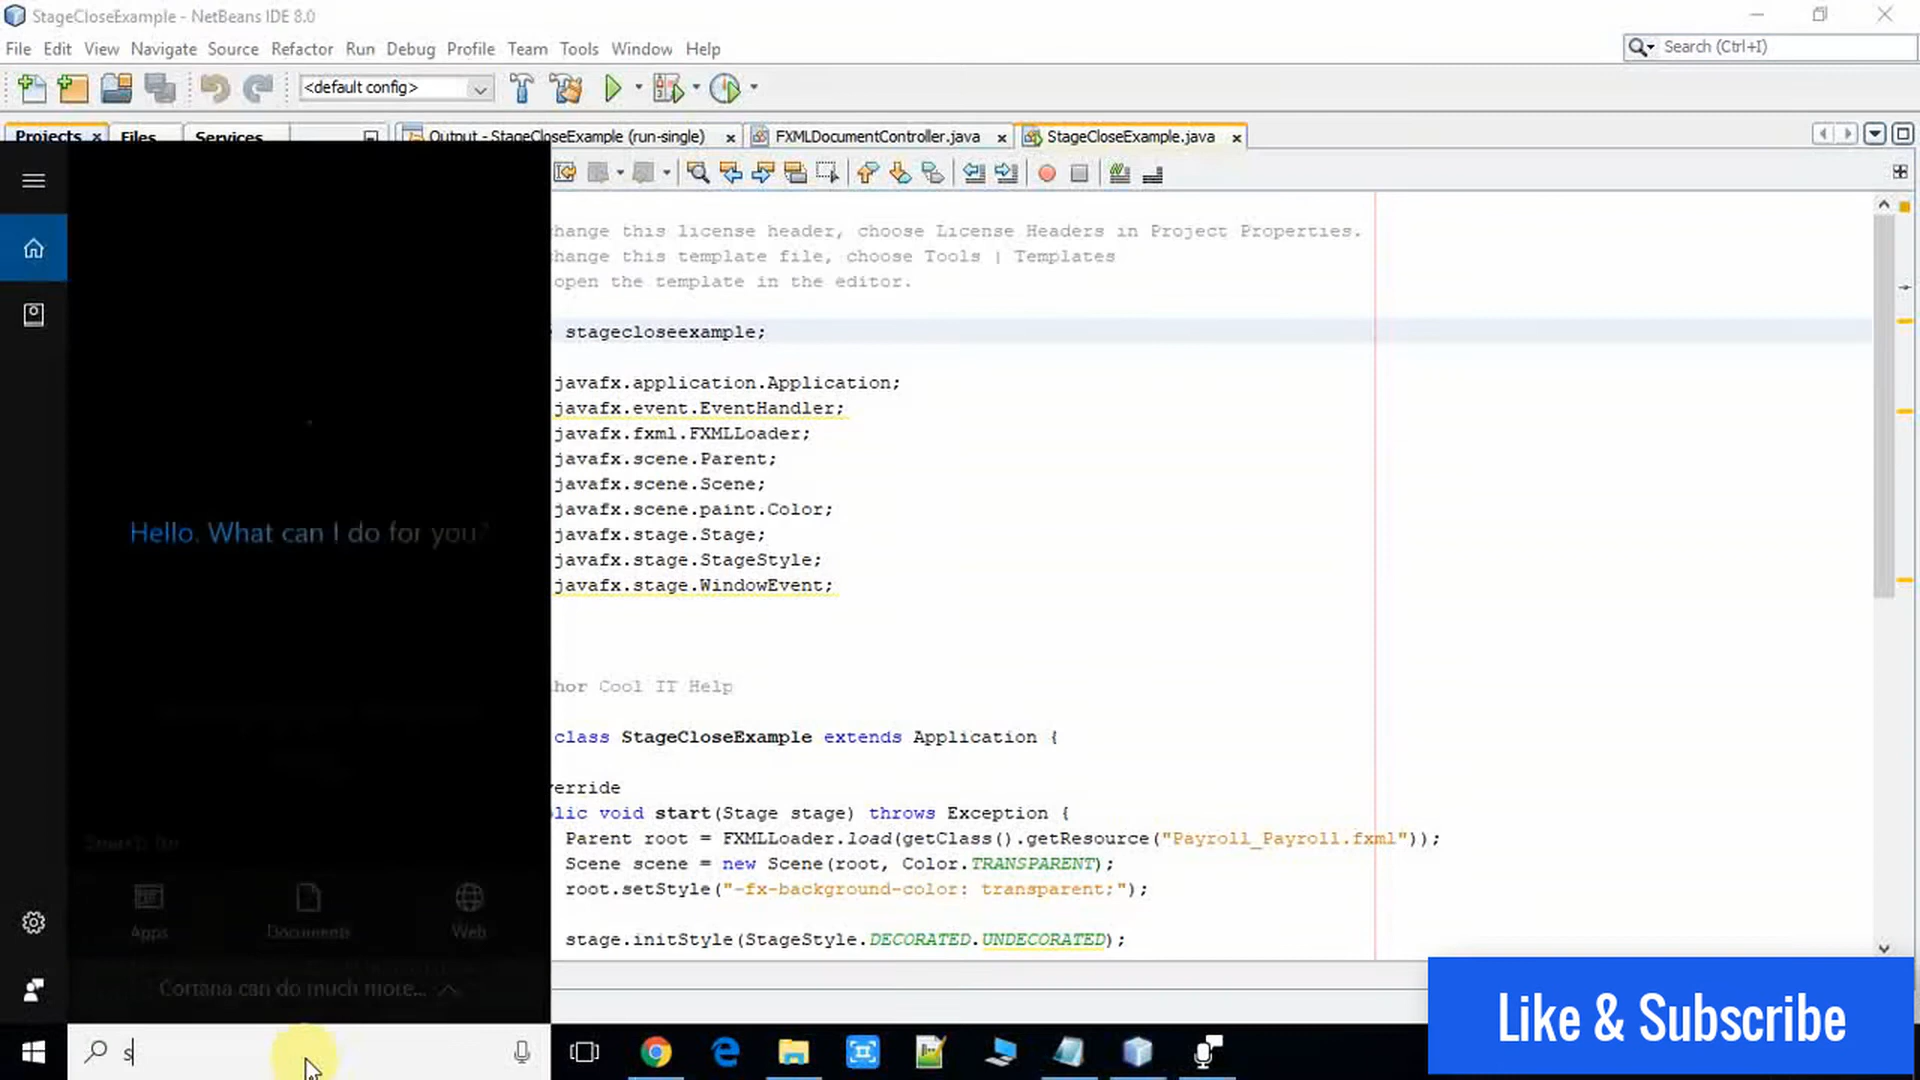 StageCloseExample - NetBeans IDE 8.0
File Edit View Navigate Source Refactor Run Debug Profile Team Tools Window Help
Search (Ctrl+I)
<default config>
Projects Files Services
Output - StageCloseExample (run-single)
FXMLDocumentController.java
StageCloseExample.java
hange this license header, choose License Headers in Project Properties.
hange this template file, choose Tools | Templates
open the template in the editor.
stagecloseexample;
javafx.application.Application;
javafx.event.EventHandler;
javafx.fxml.FXMLLoader;
javafx.scene.Parent;
javafx.scene.Scene;
javafx.scene.paint.Color;
javafx.stage.Stage;
javafx.stage.StageStyle;
javafx.stage.WindowEvent;
hor Cool IT Help
class StageCloseExample extends Application {
erride
lic void start(Stage stage) throws Exception {
Parent root = FXMLLoader.load(getClass().getResource("Payroll_Payroll.fxml"));
Scene scene = new Scene(root, Color.TRANSPARENT);
root.setStyle("-fx-background-color: transparent;");
stage.initStyle(StageStyle.DECORATED.UNDECORATED);
Hello. What can I do for you?
Search for
Apps Documents Web
Cortana can do much more...
s
Like & Subscribe